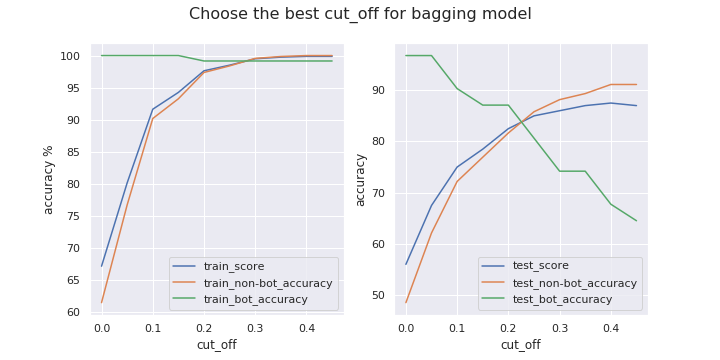 Choose the best cut_off for bagging model
accuracy %
100
95
90
85
80
75
70
65
60
0.0 0.1 0.2 0.3 0.4
cut_off
train_score
train_non-bot_accuracy
train_bot_accuracy
accuracy
90
80
70
60
50
0.0 0.1 0.2 0.3 0.4
cut_off
test_score
test_non-bot_accuracy
test_bot_accuracy